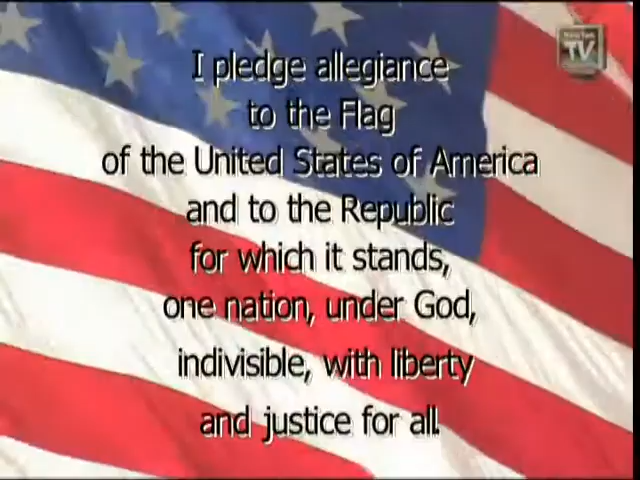 TV
I pledge allegiance
to the Flag
of the United States of America
and to the Republic
for which it stands,
one nation, under God,
indivisible, with liberty
and justice for all.